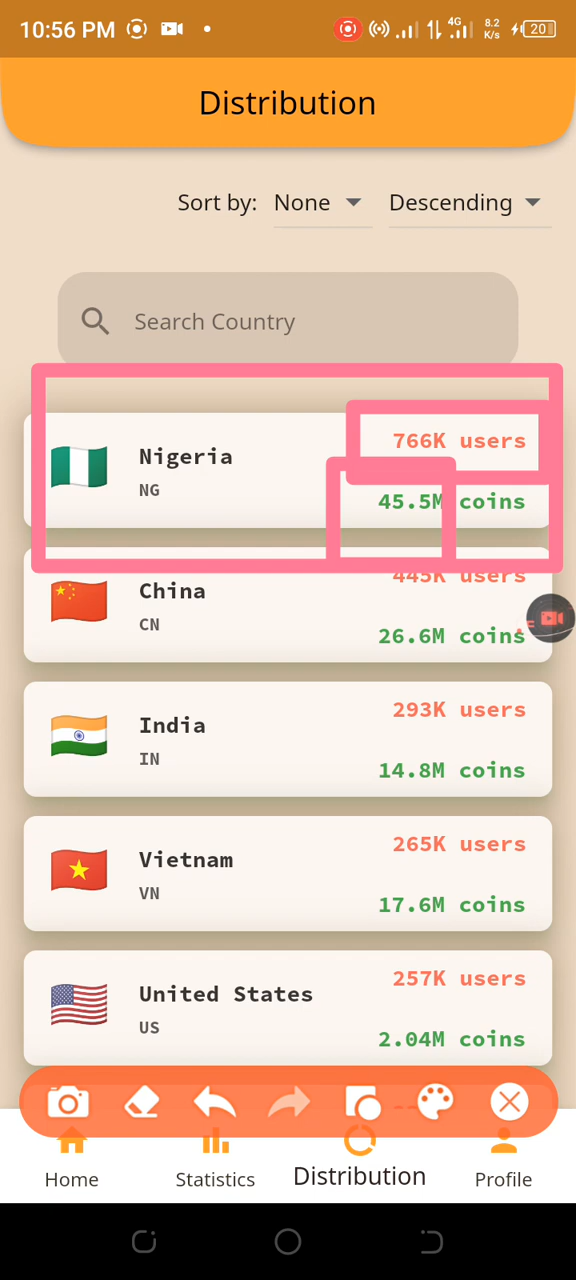 10:56 PM
4G
8.2
K/s
20
Distribution
Sort by: None Descending
Search Country
Nigeria
NG
766K users
45.5M coins
China
CN
445K users
26.6M coins
India
IN
293K users
14.8M coins
Vietnam
VN
265K users
17.6M coins
United States
US
257K users
2.04M coins
Home
Statistics
Distribution
Profile